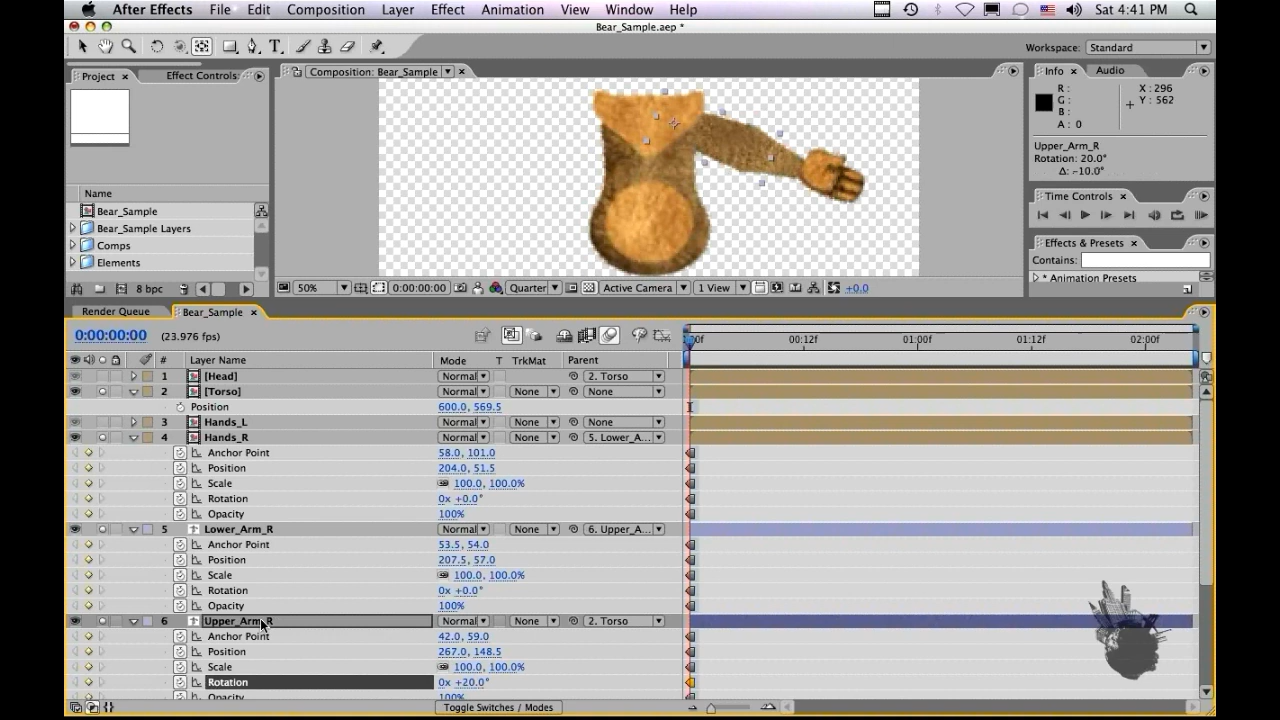 After Effects File Edit Composition Layer Effect Animation View Window Help Sat 4:41 PM
Bear_Sample.aep *
Workspace: Standard
Project × Effect Controls:
Composition: Bear_Sample ×
Info × Audio
R : X : 296
G : Y : 562
B :
A : 0
Upper_Arm_R
Rotation: 20.0°
Δ: -10.0°
Time Controls ×
Effects & Presets ×
Contains:
* Animation Presets
Name
Bear_Sample
Bear_Sample Layers
Comps
Elements
8 bpc
50% 0:00:00:00 Quarter Active Camera 1 View +0.0
Render Queue Bear_Sample ×
0:00:00:00 (23.976 fps)
00f 00:12f 01:00f 01:12f 02:00f
# Layer Name Mode T TrkMat Parent
1 [Head] Normal 2. Torso
2 [Torso] Normal None None
Position 600.0, 569.5
3 Hands_L Normal None None
4 Hands_R Normal None 5. Lower_A...
Anchor Point 58.0, 101.0
Position 204.0, 51.5
Scale 100.0, 100.0%
Rotation 0x +0.0°
Opacity 100%
5 Lower_Arm_R Normal None 6. Upper_A...
Anchor Point 53.5, 54.0
Position 207.5, 57.0
Scale 100.0, 100.0%
Rotation 0x +0.0°
Opacity 100%
6 Upper_Arm_R Normal None 2. Torso
Anchor Point 42.0, 59.0
Position 267.0, 148.5
Scale 100.0, 100.0%
Rotation 0x +20.0°
Opacity 100%
Toggle Switches / Modes